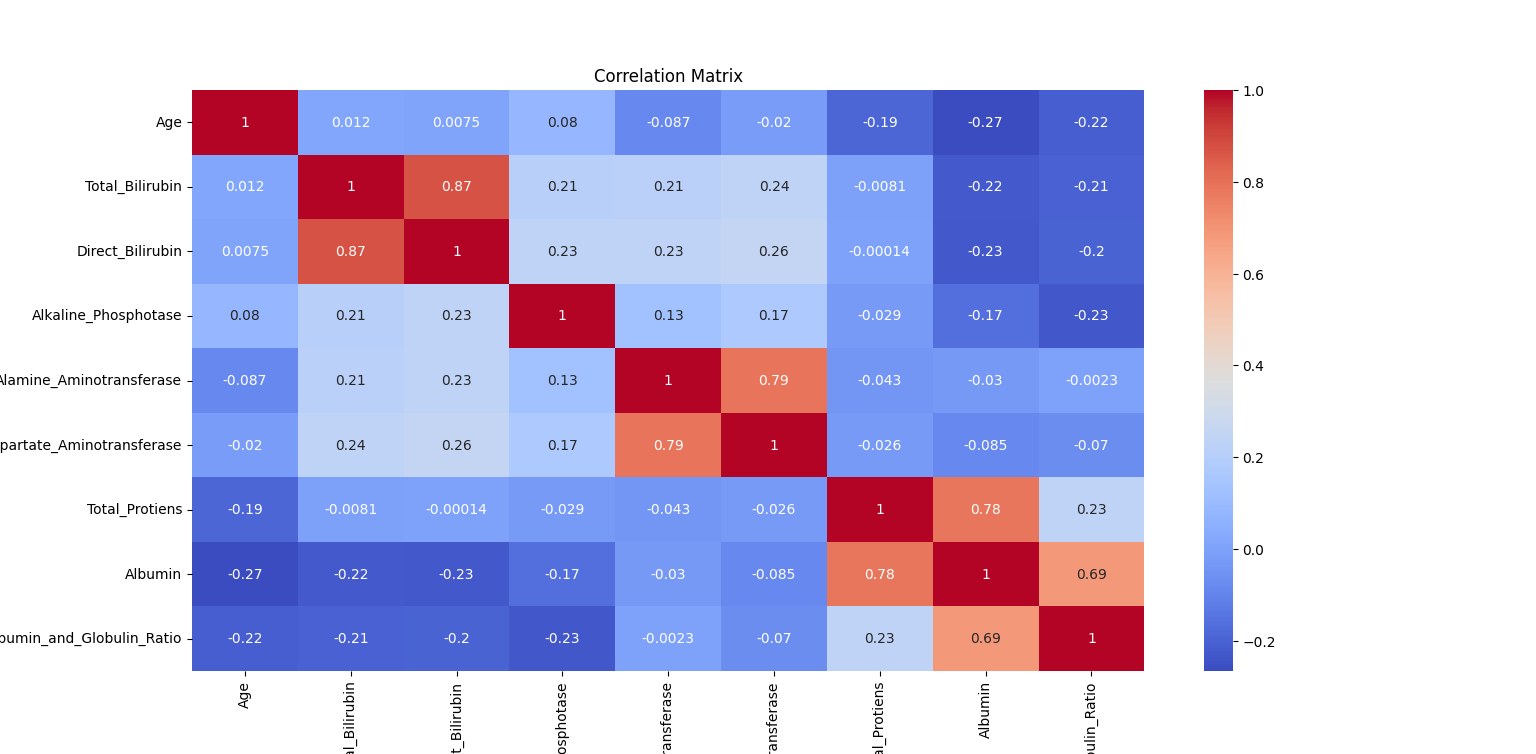 Correlation Matrix
Age 1 0.012 0.0075 0.08 -0.087 -0.02 -0.19 -0.27 -0.22
Total_Bilirubin 0.012 1 0.87 0.21 0.21 0.24 -0.0081 -0.22 -0.21
Direct_Bilirubin 0.0075 0.87 1 0.23 0.23 0.26 -0.00014 -0.23 -0.2
Alkaline_Phosphotase 0.08 0.21 0.23 1 0.13 0.17 -0.029 -0.17 -0.23
Alamine_Aminotransferase -0.087 0.21 0.23 0.13 1 0.79 -0.043 -0.03 -0.0023
partate_Aminotransferase -0.02 0.24 0.26 0.17 0.79 1 -0.026 -0.085 -0.07
Total_Protiens -0.19 -0.0081 -0.00014 -0.029 -0.043 -0.026 1 0.78 0.23
Albumin -0.27 -0.22 -0.23 -0.17 -0.03 -0.085 0.78 1 0.69
bumin_and_Globulin_Ratio -0.22 -0.21 -0.2 -0.23 -0.0023 -0.07 0.23 0.69 1
Age
al_Bilirubin
t_Bilirubin
osphotase
ransferase
ransferase
al_Protiens
Albumin
bulin_Ratio
1.0
0.8
0.6
0.4
0.2
0.0
−0.2